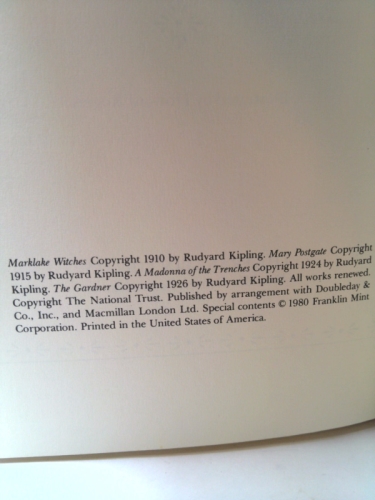 Marklake Witches Copyright 1910 by Rudyard Kipling. Mary Postgate Copyright
1915 by Rudyard Kipling. A Madonna of the Trenches Copyright 1924 by Rudyard
Kipling. The Gardner Copyright 1926 by Rudyard Kipling. All works renewed.
Copyright The National Trust. Published by arrangement with Doubleday &
Co., Inc., and Macmillan London Ltd. Special contents © 1980 Franklin Mint
Corporation. Printed in the United States of America.